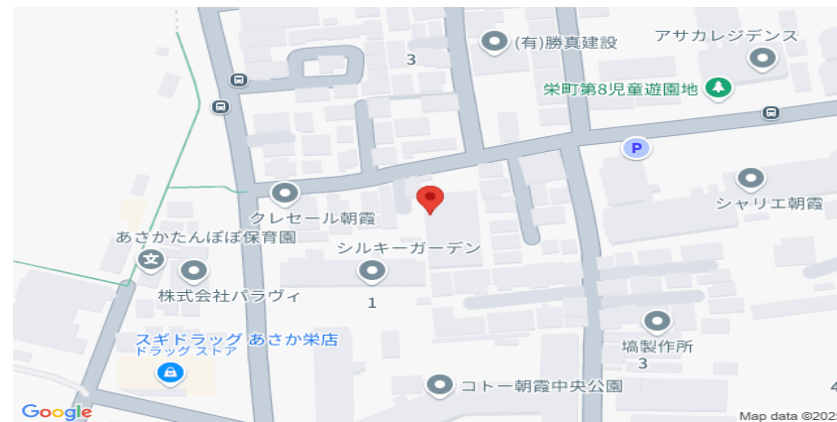 アサカレジデンス
(有)勝真建設
3
栄町第8児童遊園地
P
シャリエ朝霞
クレセール朝霞
あさかたんぽぽ保育園
シルキーガーデン
文
株式会社パラヴィ
1
スギドラッグ あさか栄店
ドラッグ ストア
塙製作所
3
コトー朝霞中央公園
4
Google
Map data ©2025